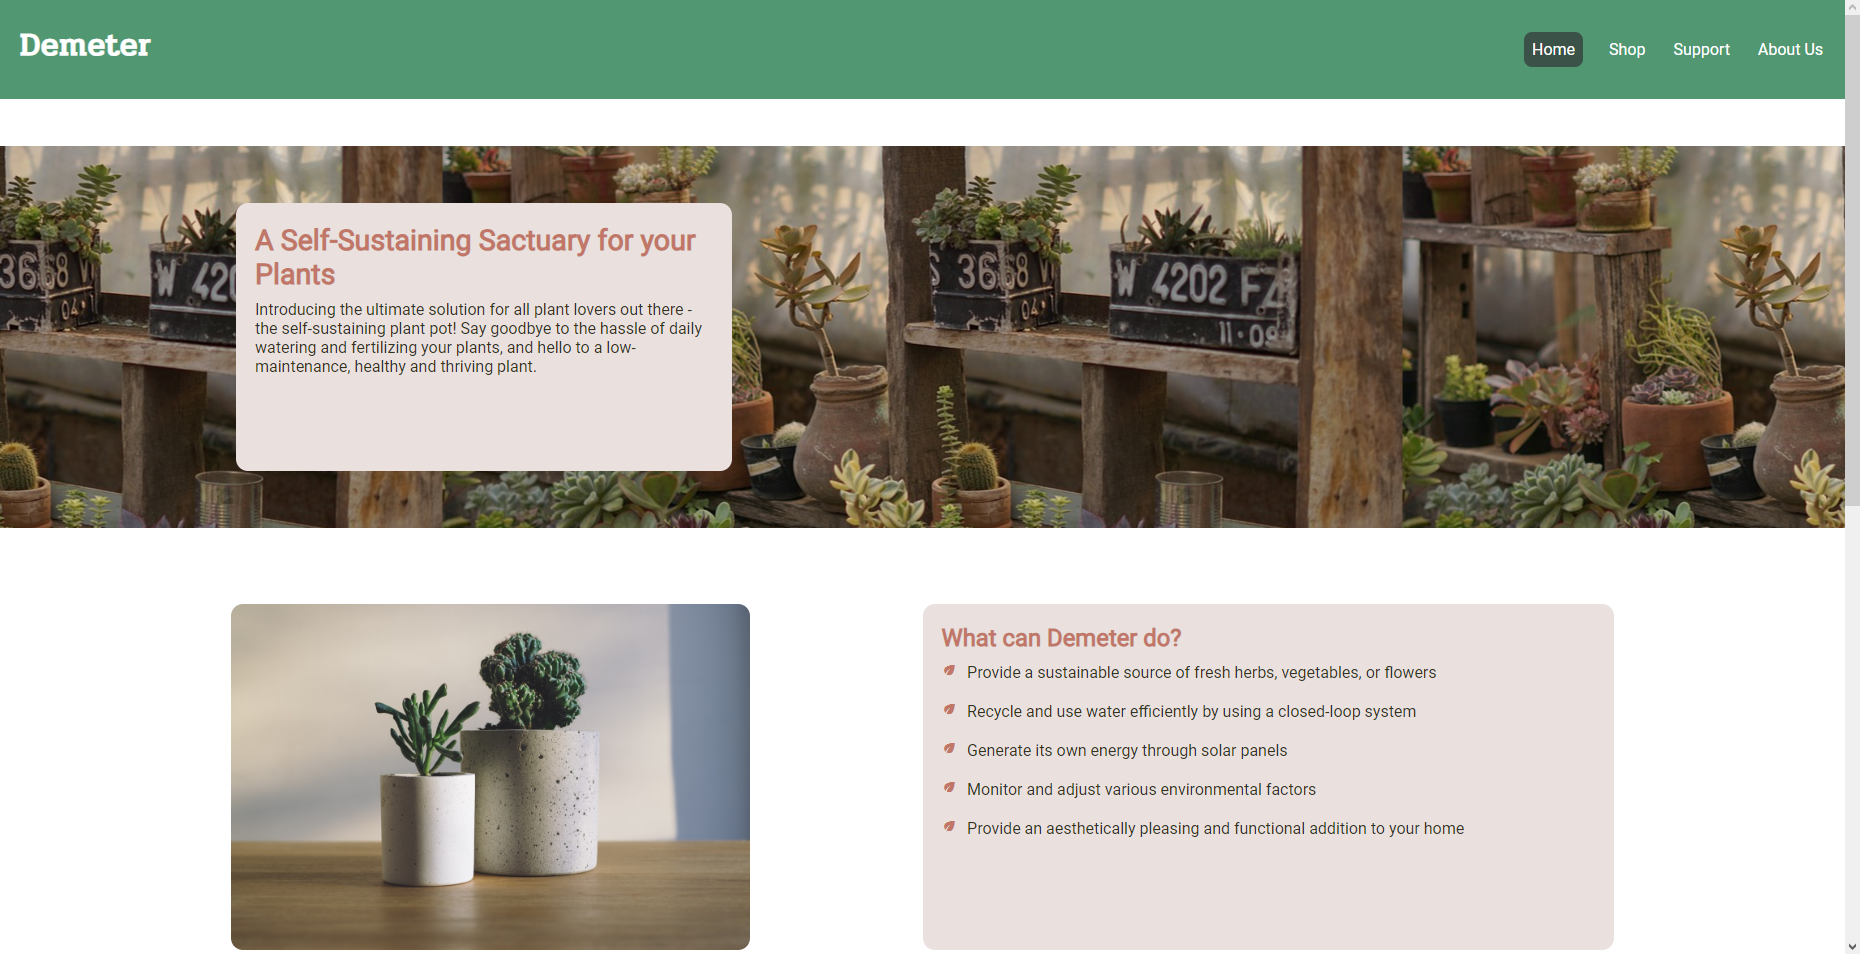 Demeter
Home Shop Support About Us
A Self-Sustaining Sactuary for your
Plants
Introducing the ultimate solution for all plant lovers out there -
the self-sustaining plant pot! Say goodbye to the hassle of daily
watering and fertilizing your plants, and hello to a low-
maintenance, healthy and thriving plant.
3668 V
04
W 420
S 3668 V
04
W 4202 FZ
11·09
What can Demeter do?
Provide a sustainable source of fresh herbs, vegetables, or flowers
Recycle and use water efficiently by using a closed-loop system
Generate its own energy through solar panels
Monitor and adjust various environmental factors
Provide an aesthetically pleasing and functional addition to your home